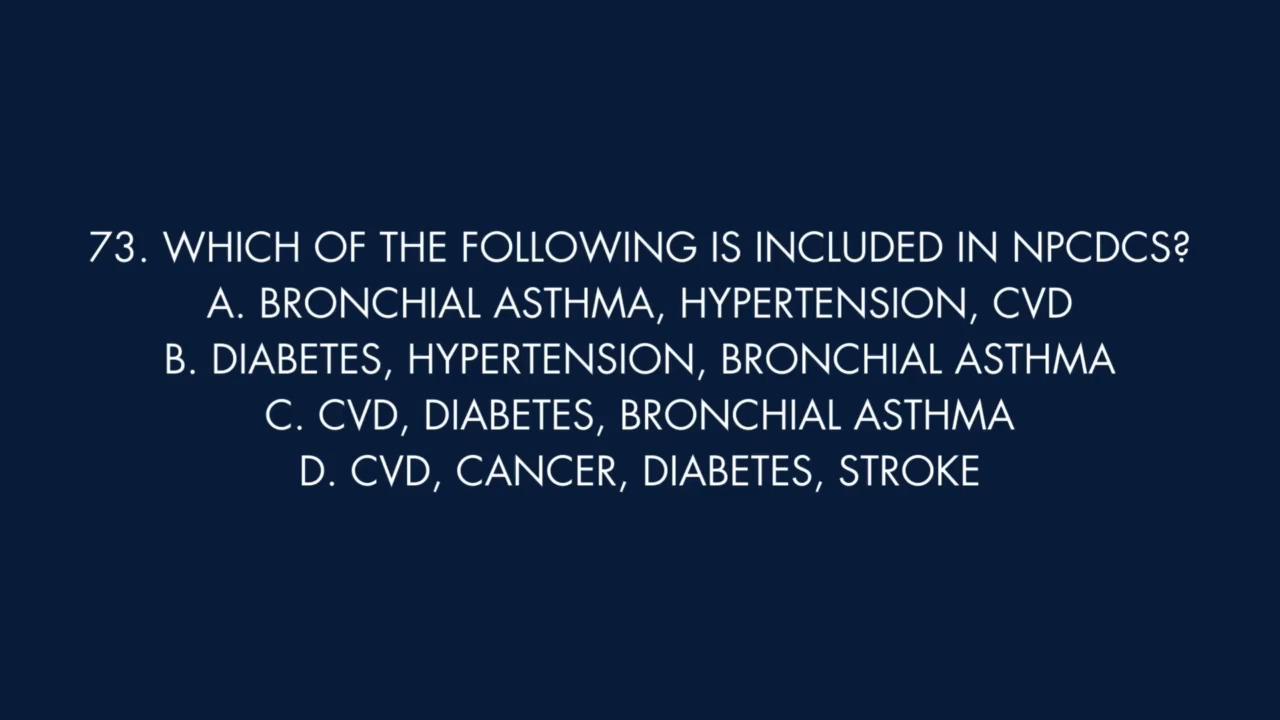 73. WHICH OF THE FOLLOWING IS INCLUDED IN NPCDCS?
A. BRONCHIAL ASTHMA, HYPERTENSION, CVD
B. DIABETES, HYPERTENSION, BRONCHIAL ASTHMA
C. CVD, DIABETES, BRONCHIAL ASTHMA
D. CVD, CANCER, DIABETES, STROKE